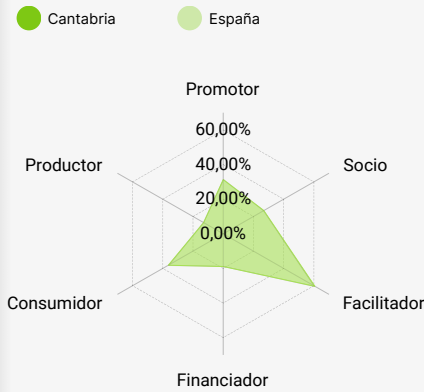 Cantabria
España
Promotor
60,00%
Productor
40,00%
Socio
20,00%
0,00%
Consumidor
Facilitador
Financiador